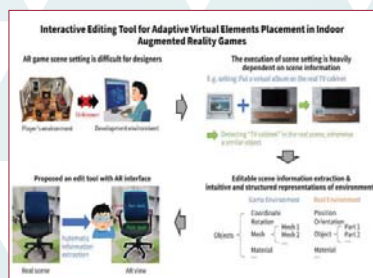 Interactive Editing Tool for Adaptive Virtual Elements Placement in Indoor
Augmented Reality Games
AR game scene setting is difficult for designers
Unknown
Player's environment
Development environment
The execution of scene setting is heavily
dependent on scene information
E.g. setting: Put a virtual album on the real TV cabinet
Detecting "TV cabinet" in the real scene, otherwise
a similar object.
Proposed an edit tool with AR interface
Automatic
information
extraction
Real scene
AR view
Editable scene information extraction &
intuitive and structured representations of environment
Game Environment
Real Environment
Objects
Coordinate
Rotation
Mesh
Mesh 1
Mesh 2
...
Material
...
Object
Position
Orientation
Part 1
Part 2
...
Material
...